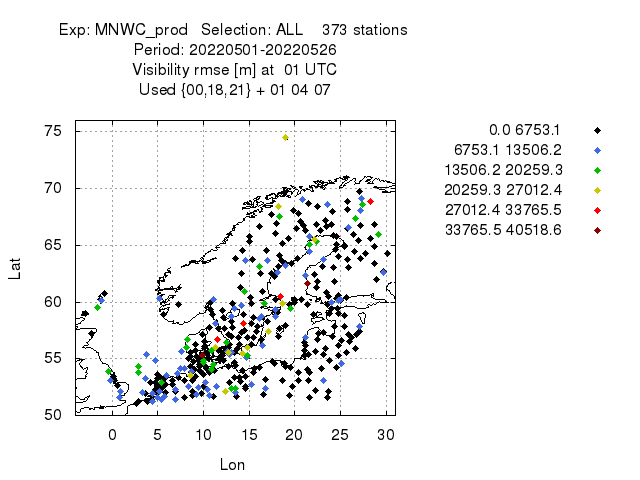 Exp: MNWC_prod   Selection: ALL    373 stations
Period: 20220501-20220526
Visibility rmse [m] at  01 UTC
Used {00,18,21} + 01 04 07
0.0 6753.1
6753.1 13506.2
13506.2 20259.3
20259.3 27012.4
27012.4 33765.5
33765.5 40518.6
75
70
65
60
55
50
Lat
0 5 10 15 20 25 30
Lon